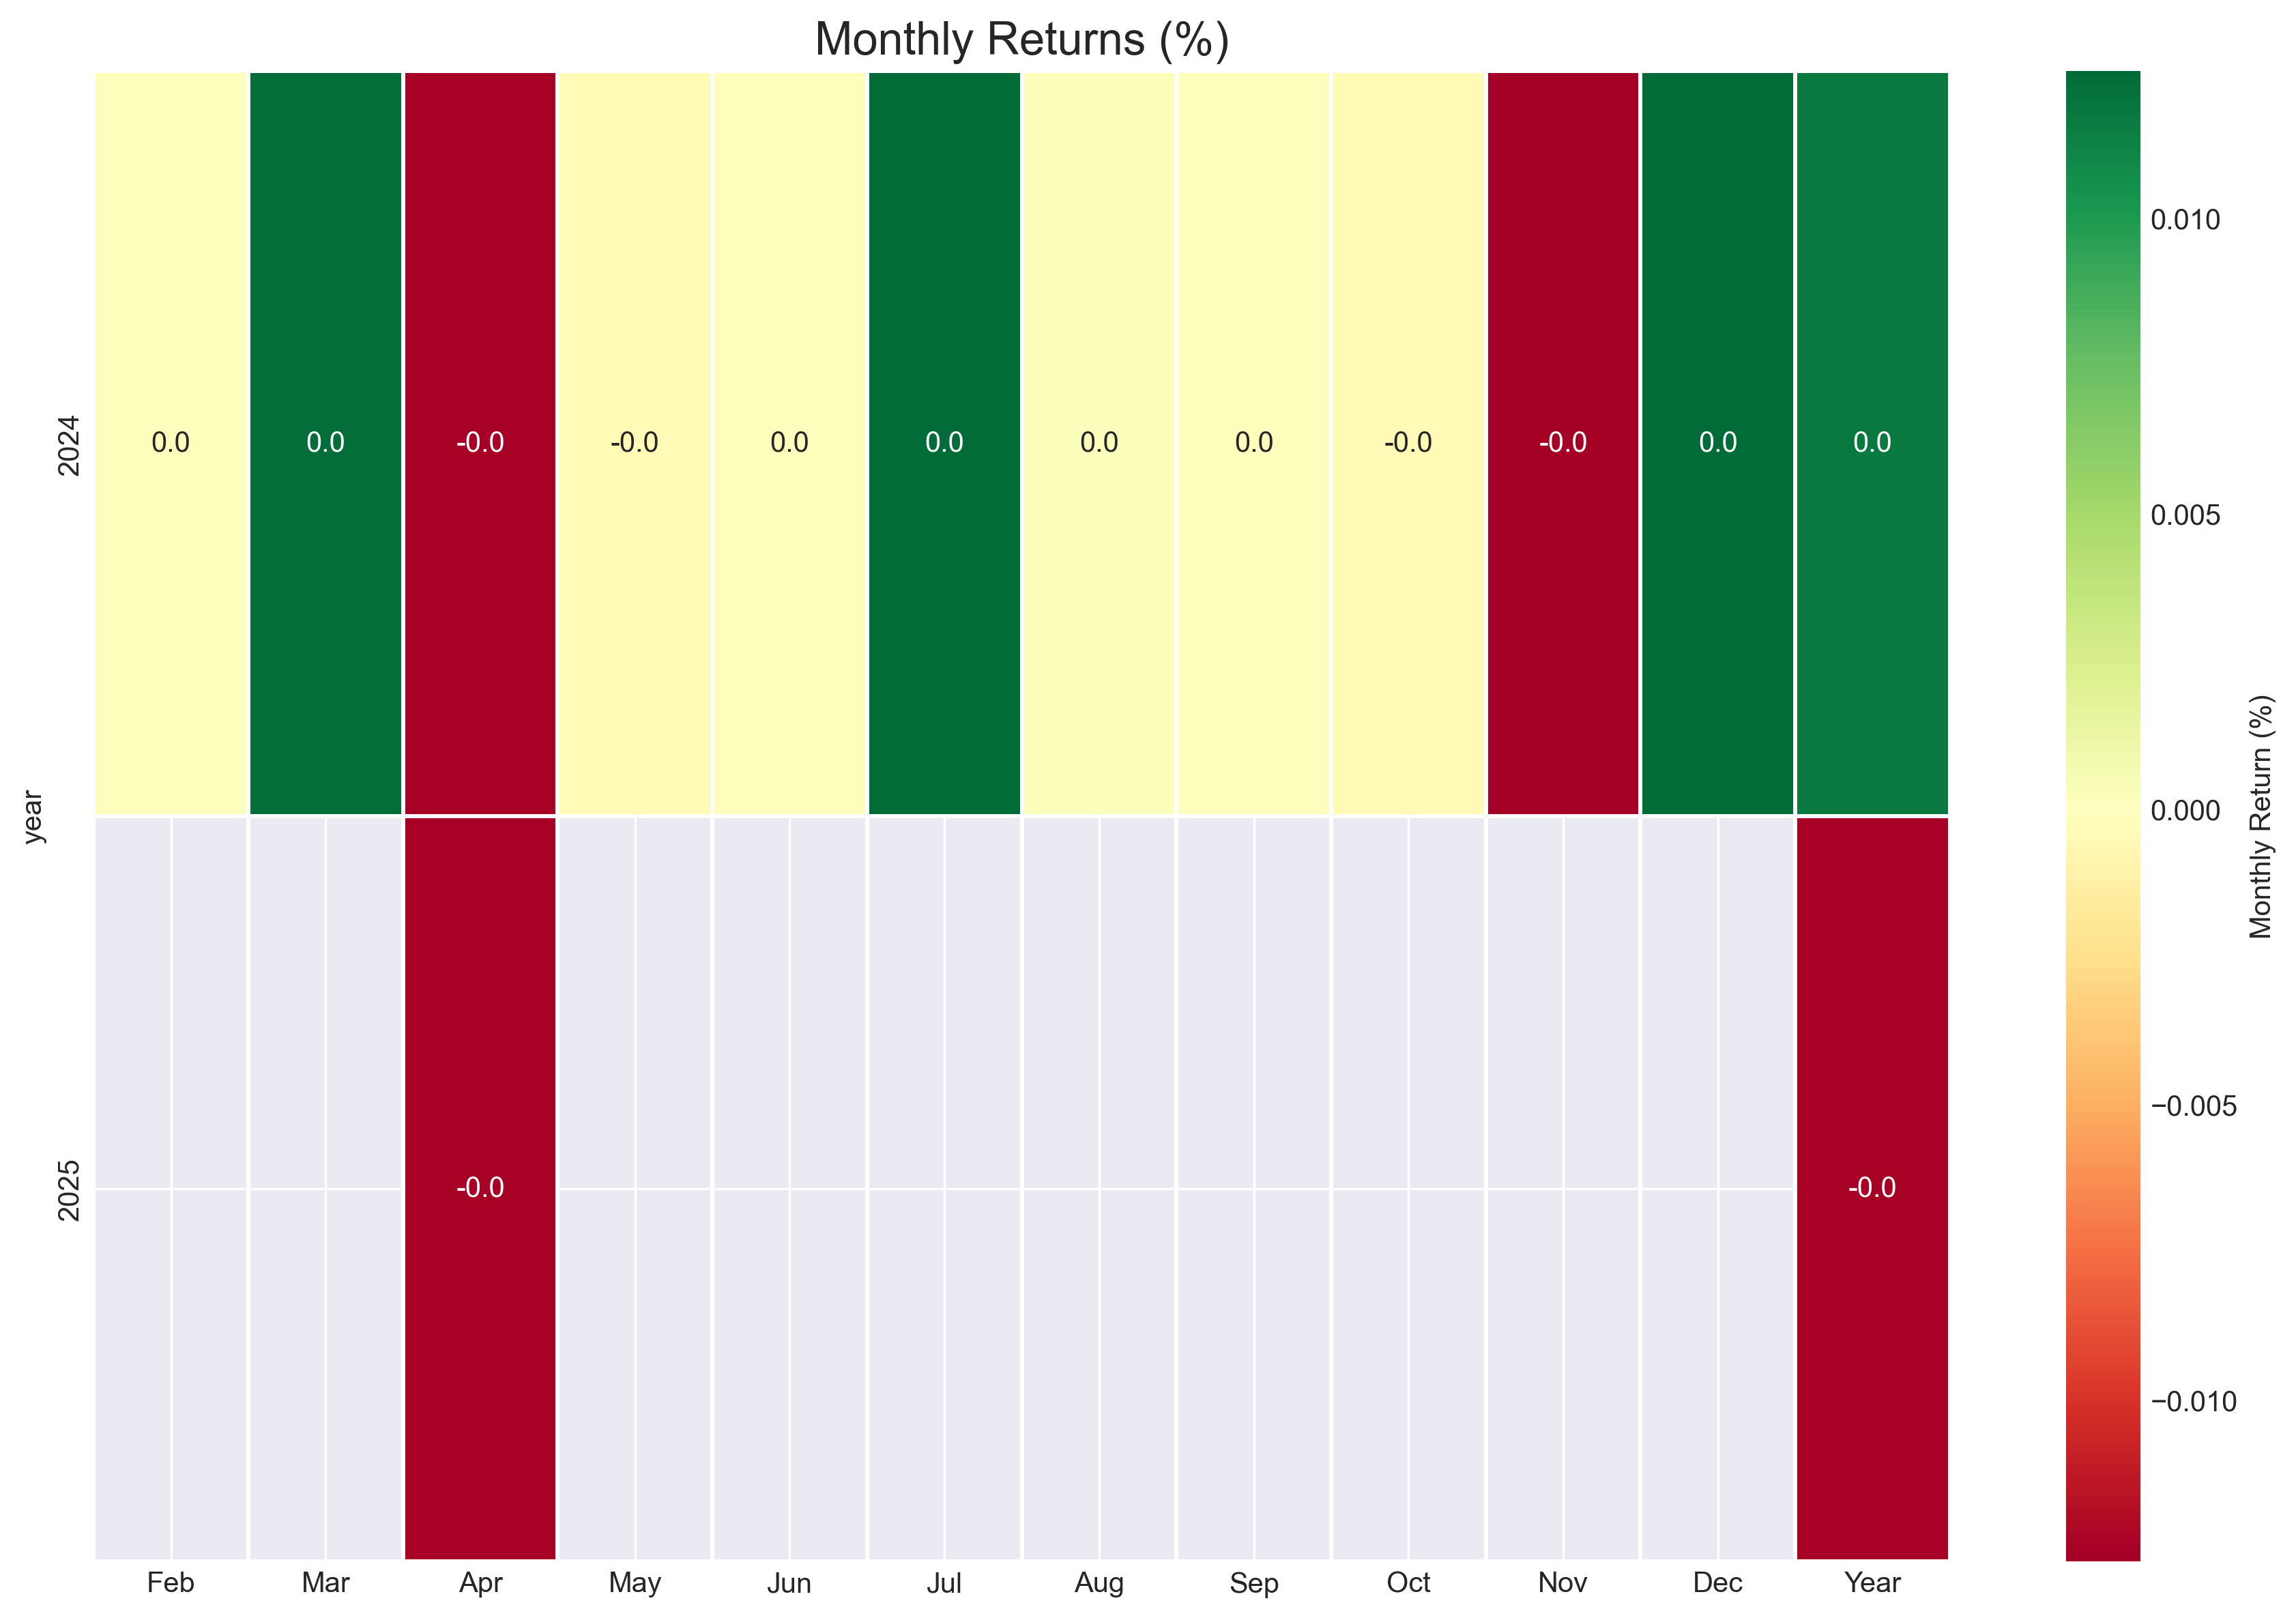 Monthly Returns (%)
year
2024
0.0 0.0 -0.0 -0.0 0.0 0.0 0.0 0.0 -0.0 -0.0 0.0 0.0
2025
-0.0 -0.0
Feb Mar Apr May Jun Jul Aug Sep Oct Nov Dec Year
0.010
0.005
0.000
−0.005
−0.010
Monthly Return (%)